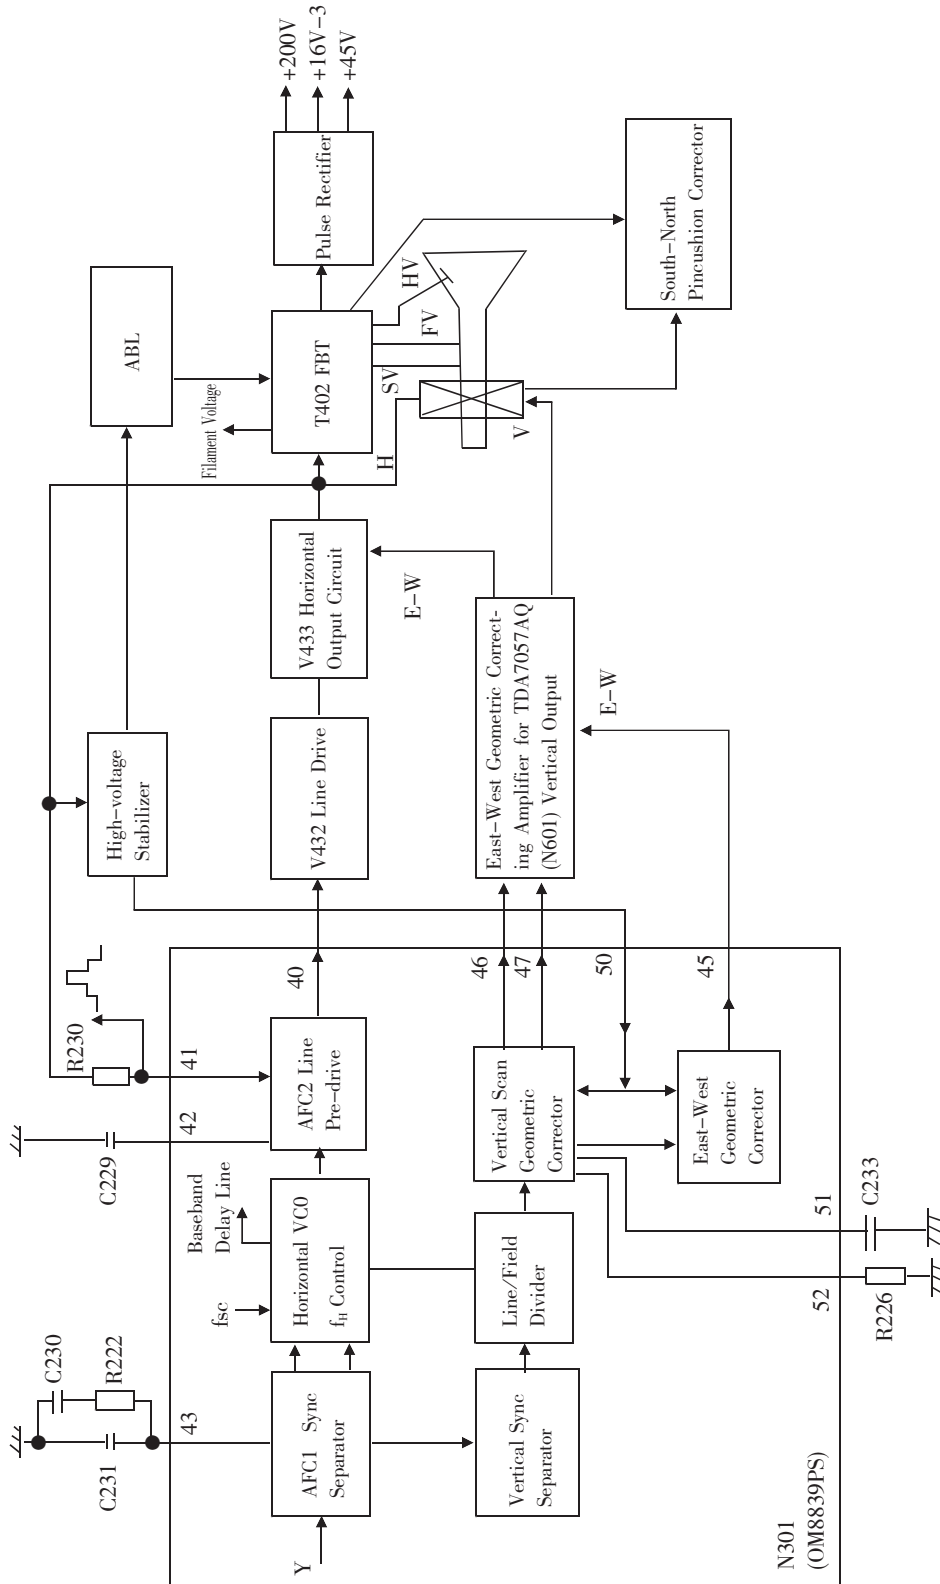 Y
AFC1 Sync
Separator
43
C231
C230
R222
Vertical Sync
Separator
fsc
Baseband
Delay Line
Horizontal VC0
fH Control
Line/Field
Divider
C229
42
R230
41
AFC2 Line
Pre-drive
40
Vertical Scan
Geometric
Corrector
46
47
50
45
East-West
Geometric
Corrector
52
R226
51
C233
N301
(OM8839PS)
High-voltage
Stabilizer
V432 Line Drive
V433 Horizontal
Output Circuit
E-W
East-West Geometric Correct-
ing Amplifier for TDA7057AQ
(N601) Vertical Output
E-W
ABL
Filament Voltage
T402 FBT
H
SV
FV
HV
V
Pulse Rectifier
+200V
+16V-3
+45V
South-North
Pincushion Corrector